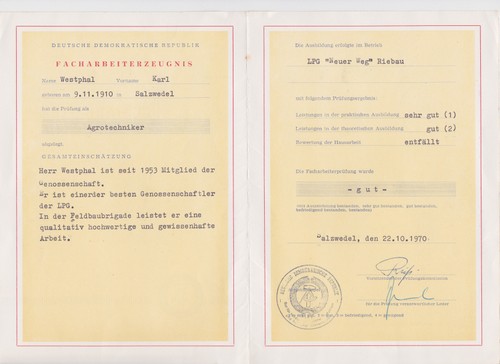 DEUTSCHE DEMOKRATISCHE REPUBLIK
FACHARBEITERZEUGNIS
Herr Westphal Vorname Karl
geboren am 9.11.1910 in Salzwedel
hat die Prüfung als
Agrotechniker
abgelegt.
GESAMTEINSCHÄTZUNG
Herr Westphal ist seit 1953 Mitglied der
Genossenschaft.
Er ist einerder besten Genossenschaftler
der LPG.
In der Feldbaubrigade leistet er eine
qualitativ hochwertige und gewissenhafte
Arbeit.
Die Ausbildung erfolgte im Betrieb
LPG "Neuer Weg" Riebau
mit folgendem Prüfungsergebnis:
Leistungen in der praktischen Ausbildung sehr gut (1)
Leistungen in der theoretischen Ausbildung gut (2)
Bewertung der Hausarbeit entfällt
Die Facharbeiterprüfung wurde
- gut -
Salzwedel, den 22.10.1970